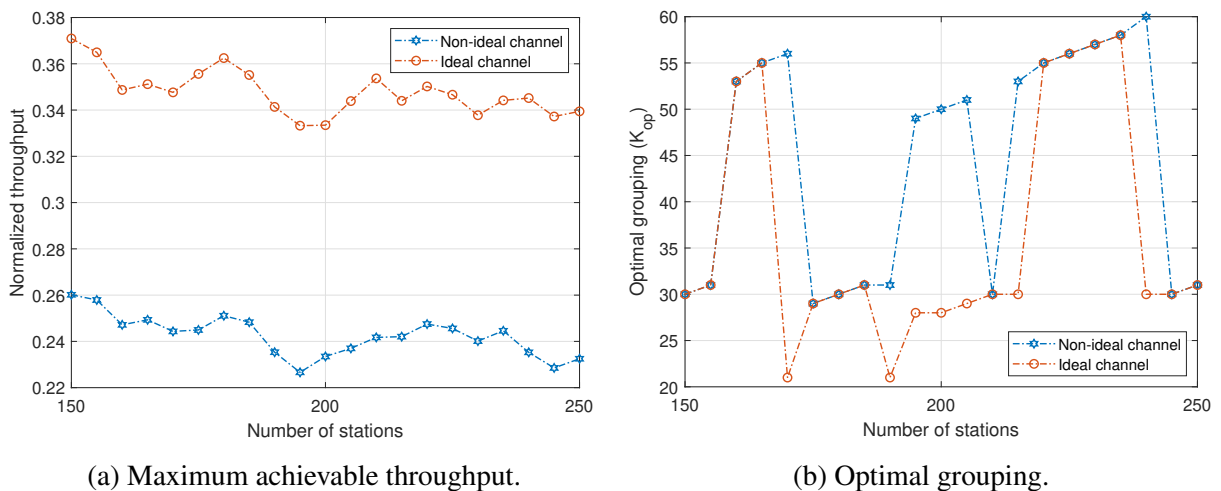 0.38
0.36
0.34
0.32
0.3
0.28
0.26
0.24
0.22
150
200
250
Normalized throughput
Number of stations
Non-ideal channel
Ideal channel
(a) Maximum achievable throughput.
60
55
50
45
40
35
30
25
20
150
200
250
Optimal grouping (K_op)
Number of stations
Non-ideal channel
Ideal channel
(b) Optimal grouping.